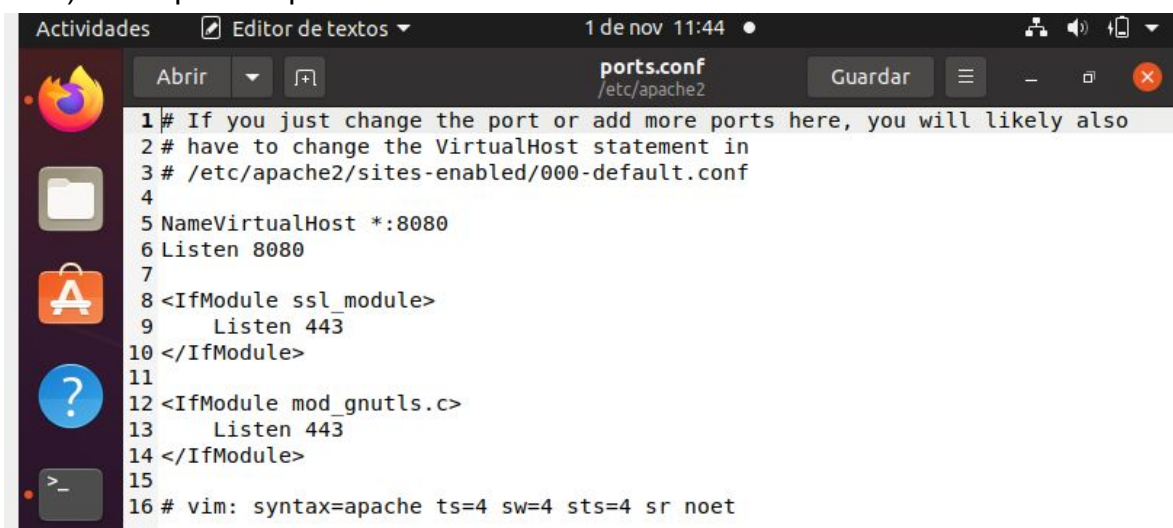 Actividades Editor de textos 1 de nov 11:44
Abrir ports.conf Guardar
/etc/apache2
1 # If you just change the port or add more ports here, you will likely also
2 # have to change the VirtualHost statement in
3 # /etc/apache2/sites-enabled/000-default.conf
4
5 NameVirtualHost *:8080
6 Listen 8080
7
8 <IfModule ssl_module>
9     Listen 443
10 </IfModule>
11
12 <IfModule mod_gnutls.c>
13     Listen 443
14 </IfModule>
15
16 # vim: syntax=apache ts=4 sw=4 sts=4 sr noet